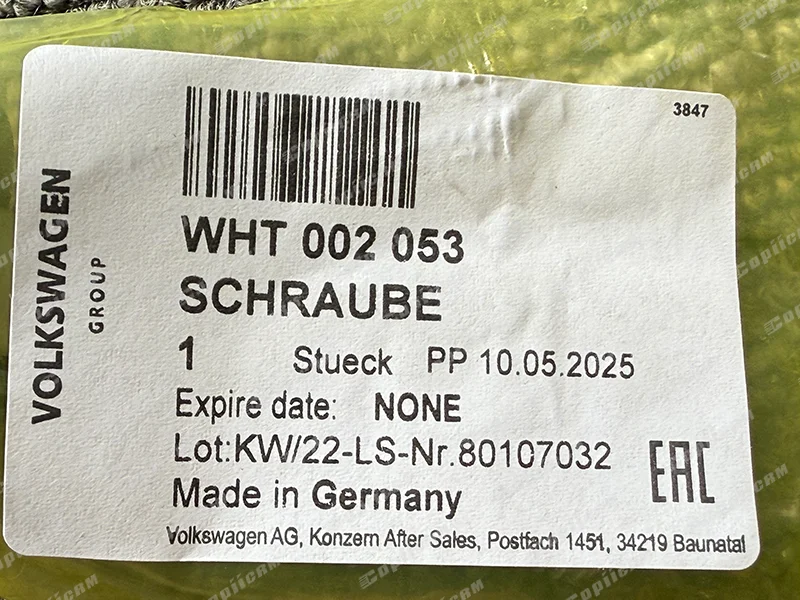 3847
VOLKSWAGEN
GROUP
WHT 002 053
SCHRAUBE
1 Stueck PP 10.05.2025
Expire date: NONE
Lot:KW/22-LS-Nr.80107032
EAC
Made in Germany
Volkswagen AG, Konzern After Sales, Postfach 1451, 34219 Baunatal